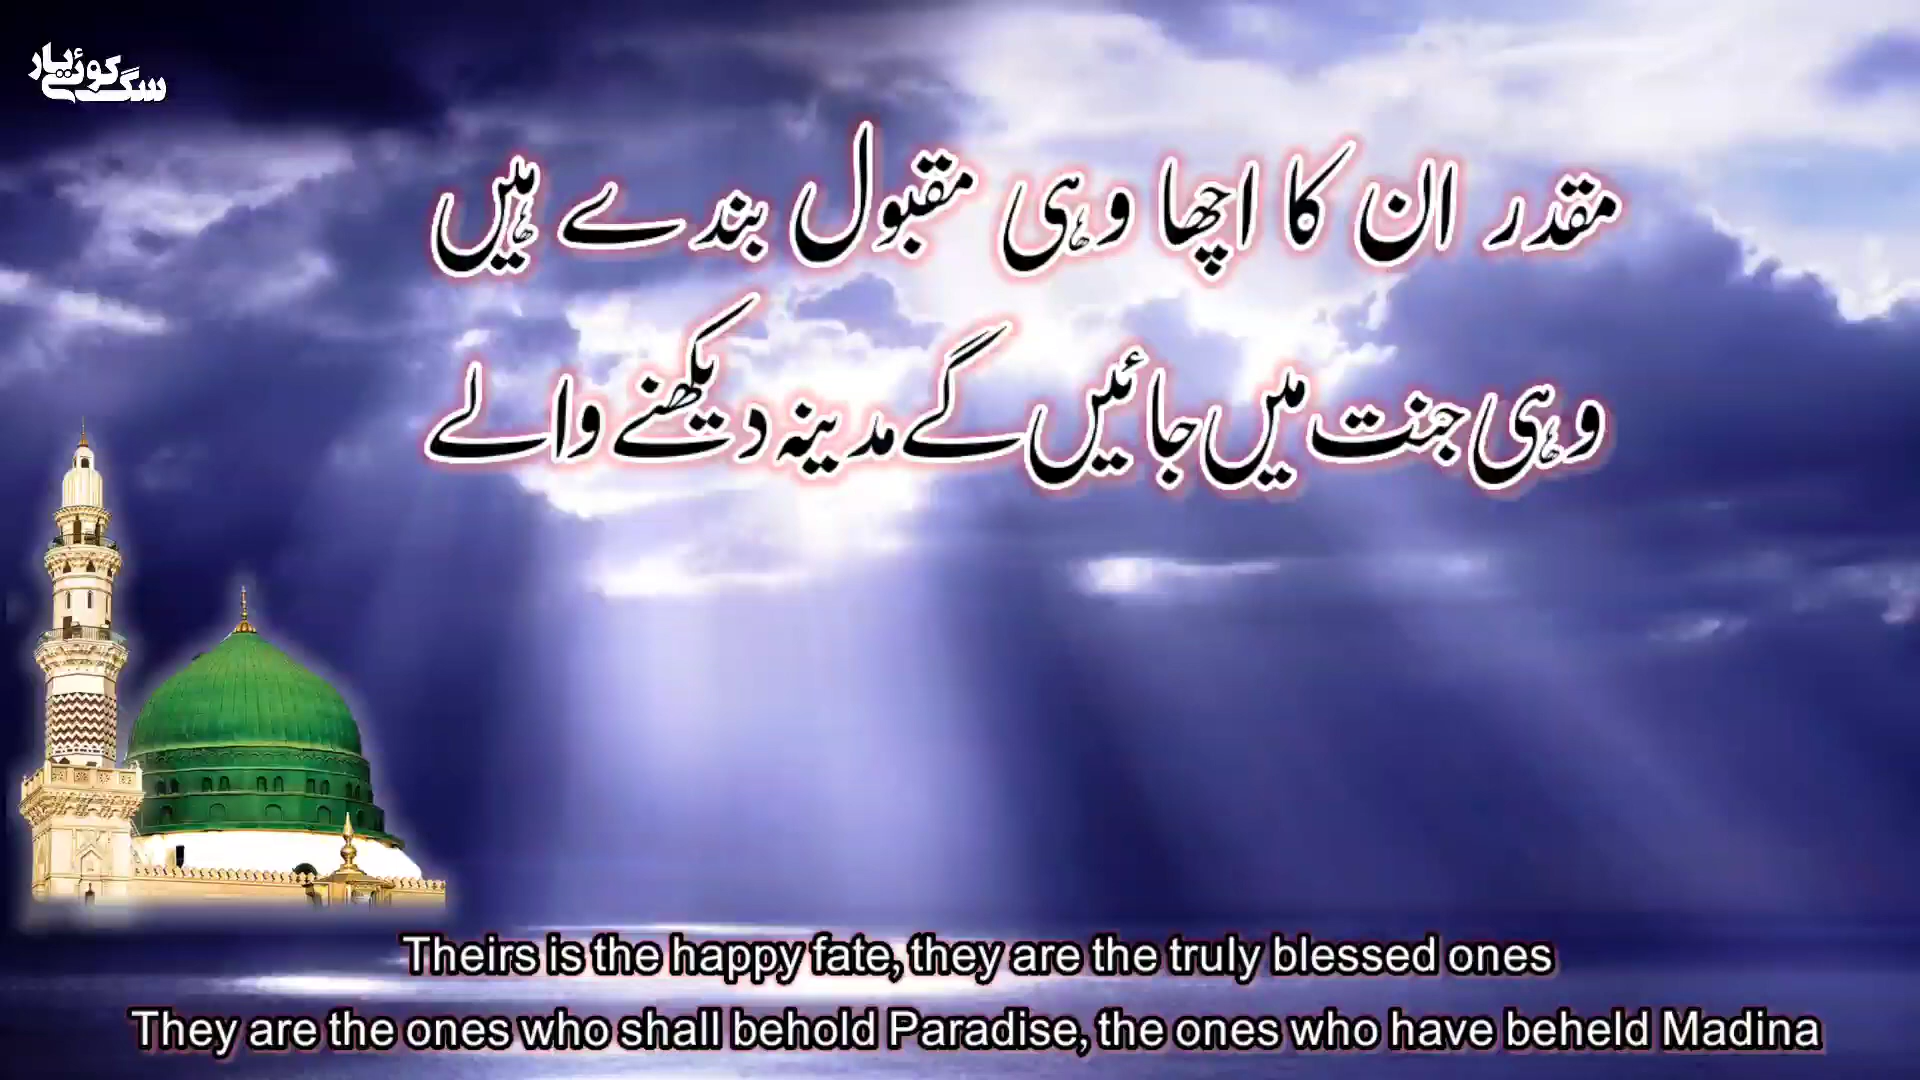 سگ کوئے یار
مقدر ان کا اچھا وہی مقبول بندے ہیں
وہی جنت میں جائیں گے مدینہ دیکھنے والے
Theirs is the happy fate, they are the truly blessed ones
They are the ones who shall behold Paradise, the ones who have beheld Madina